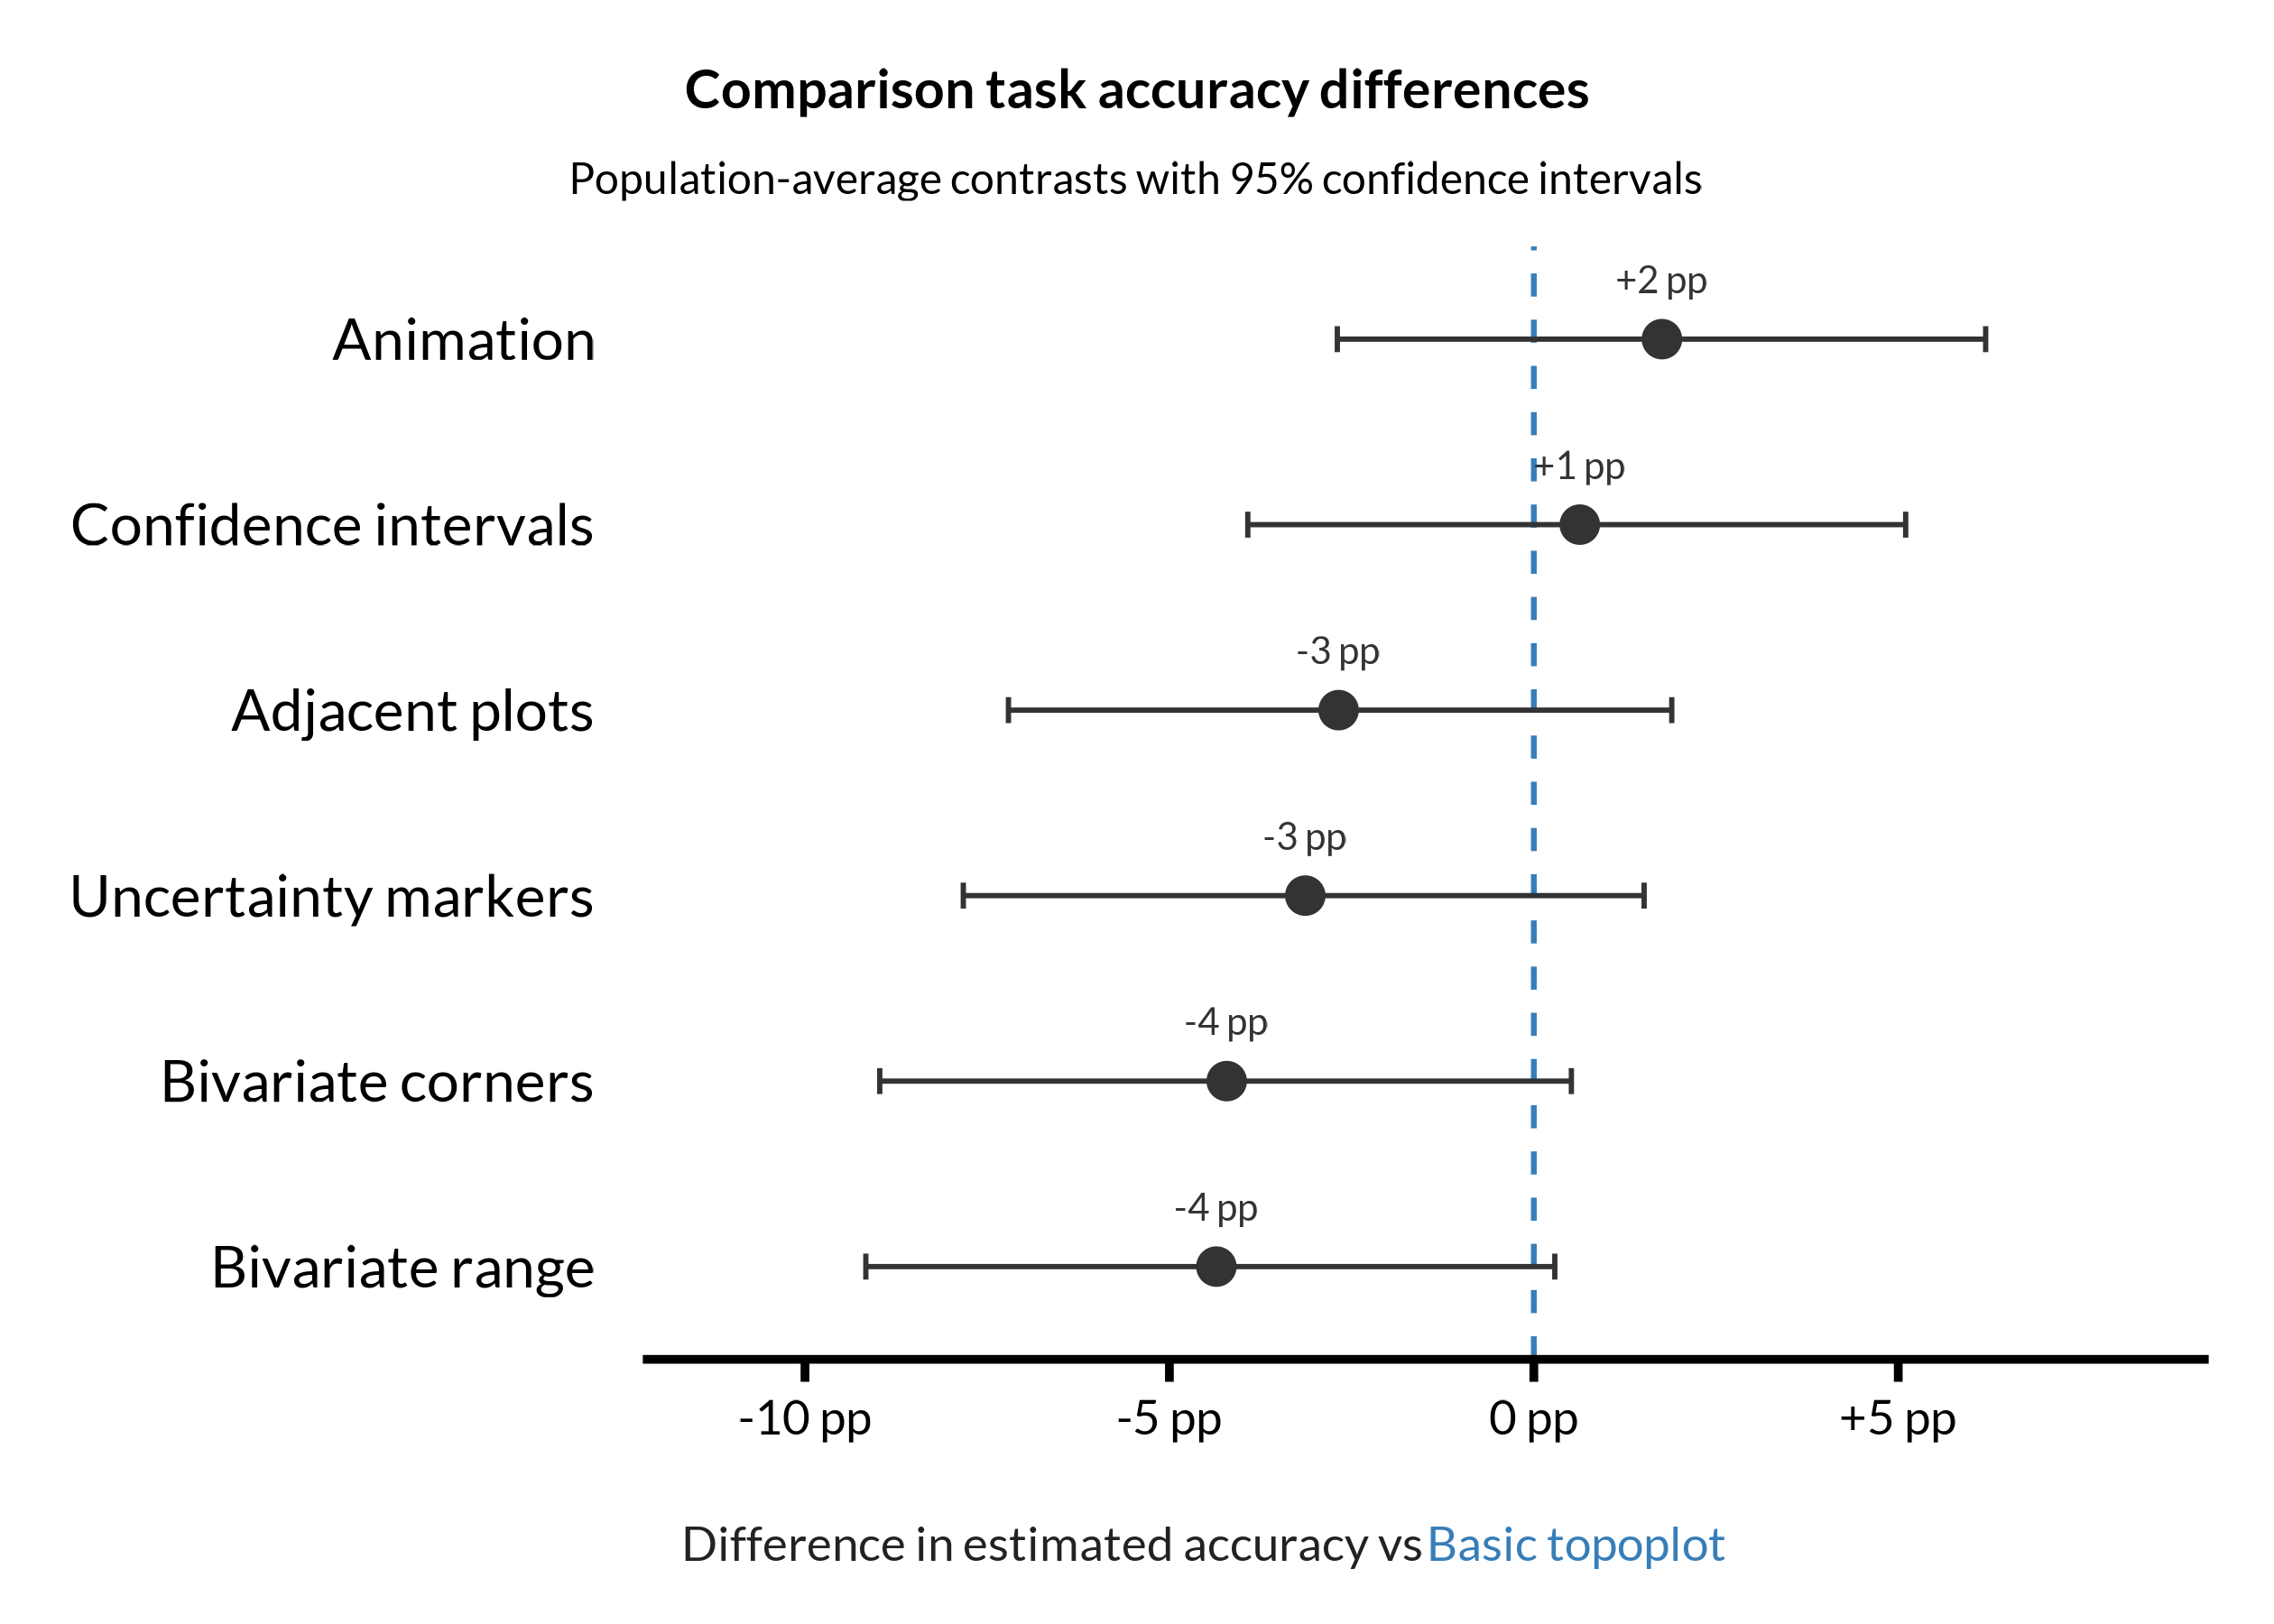 Comparison task accuracy differences
Population-average contrasts with 95% confidence intervals
+2 pp
Animation
+1 pp
Confidence intervals
-3 pp
Adjacent plots
-3 pp
Uncertainty markers
-4 pp
Bivariate corners
-4 pp
Bivariate range
-10 pp -5 pp 0 pp +5 pp
Difference in estimated accuracy vs Basic topoplot